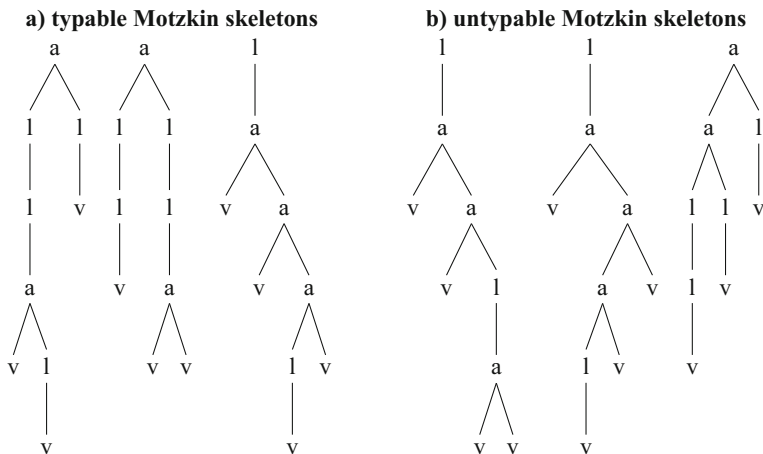 a) typable Motzkin skeletons b) untypable Motzkin skeletons
a a l l l a
l l l l a a a a l
l v l l v a v a v a l l v
a v a v a v l a v l v
v l v v l v a l v v
v v v v v